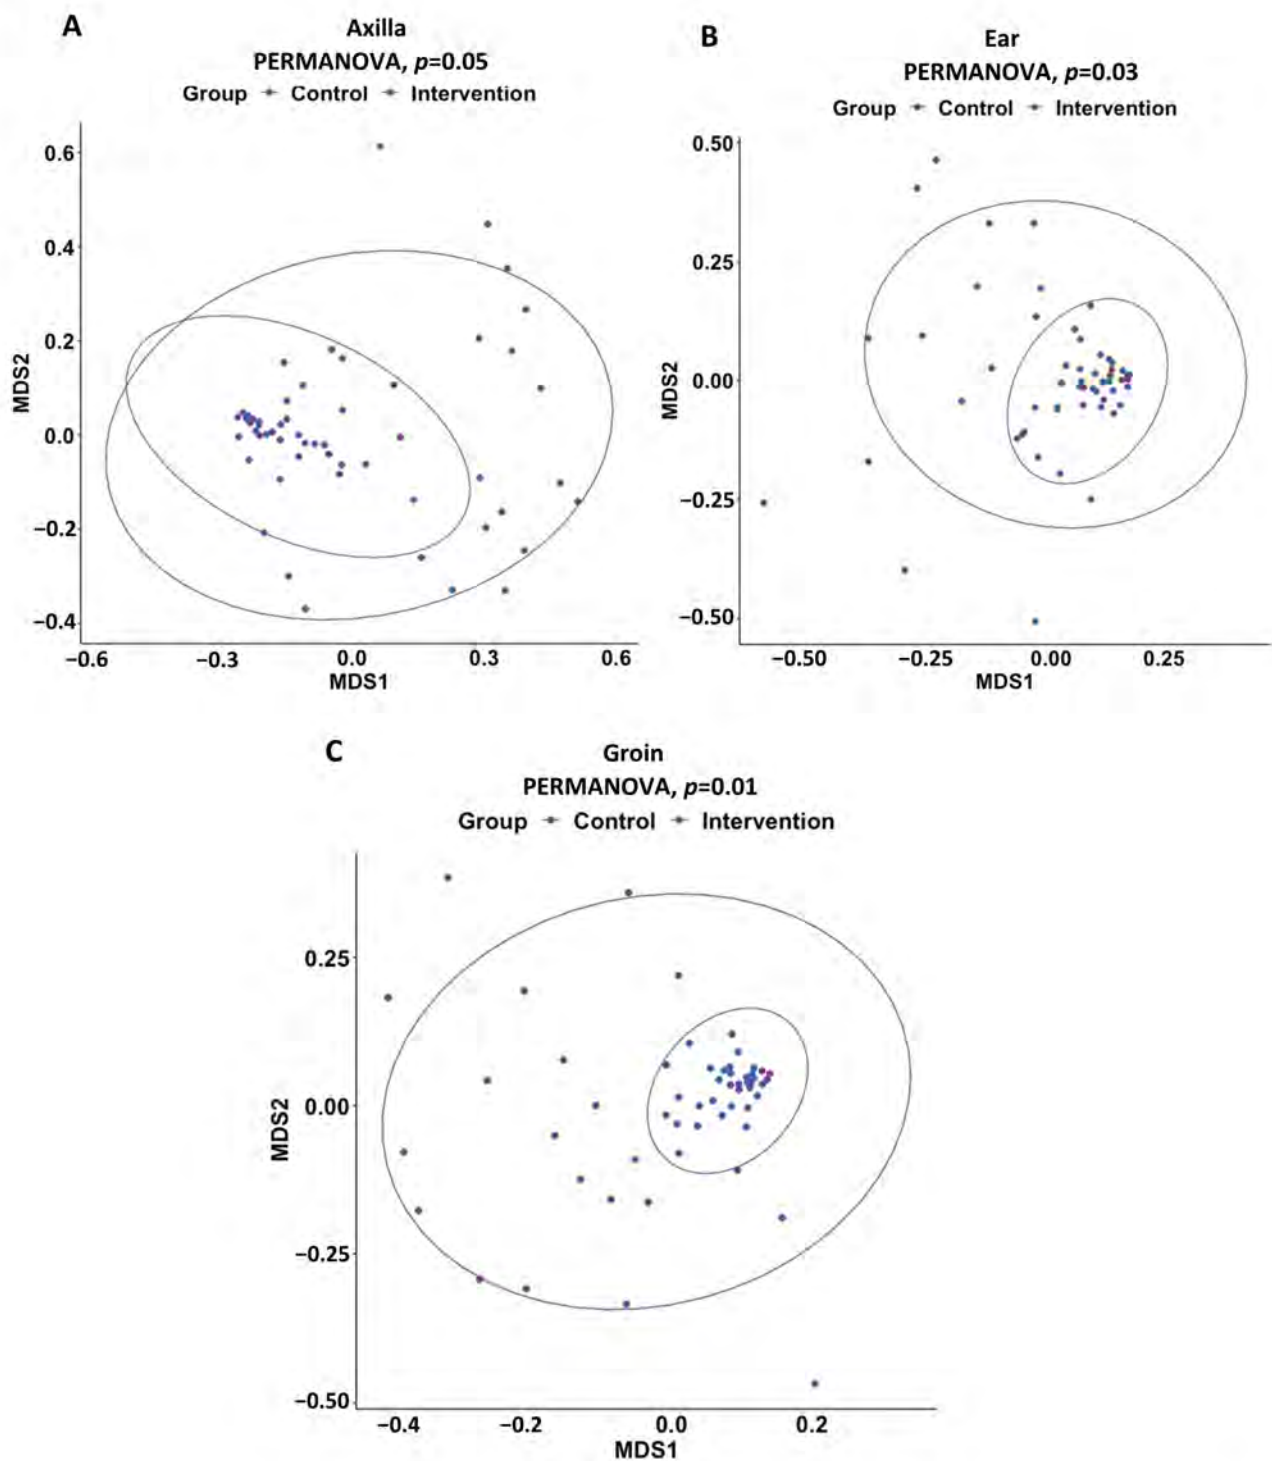 A
Axilla
PERMANOVA, p=0.05
Group Control Intervention
0.6
0.4
0.2
0.0
−0.2
−0.4
MDS2
−0.6 −0.3 0.0 0.3 0.6
MDS1
B
Ear
PERMANOVA, p=0.03
Group Control Intervention
0.50
0.25
0.00
−0.25
−0.50
MDS2
−0.50 −0.25 0.00 0.25
MDS1
C
Groin
PERMANOVA, p=0.01
Group Control Intervention
0.25
0.00
−0.25
−0.50
MDS2
−0.4 −0.2 0.0 0.2
MDS1